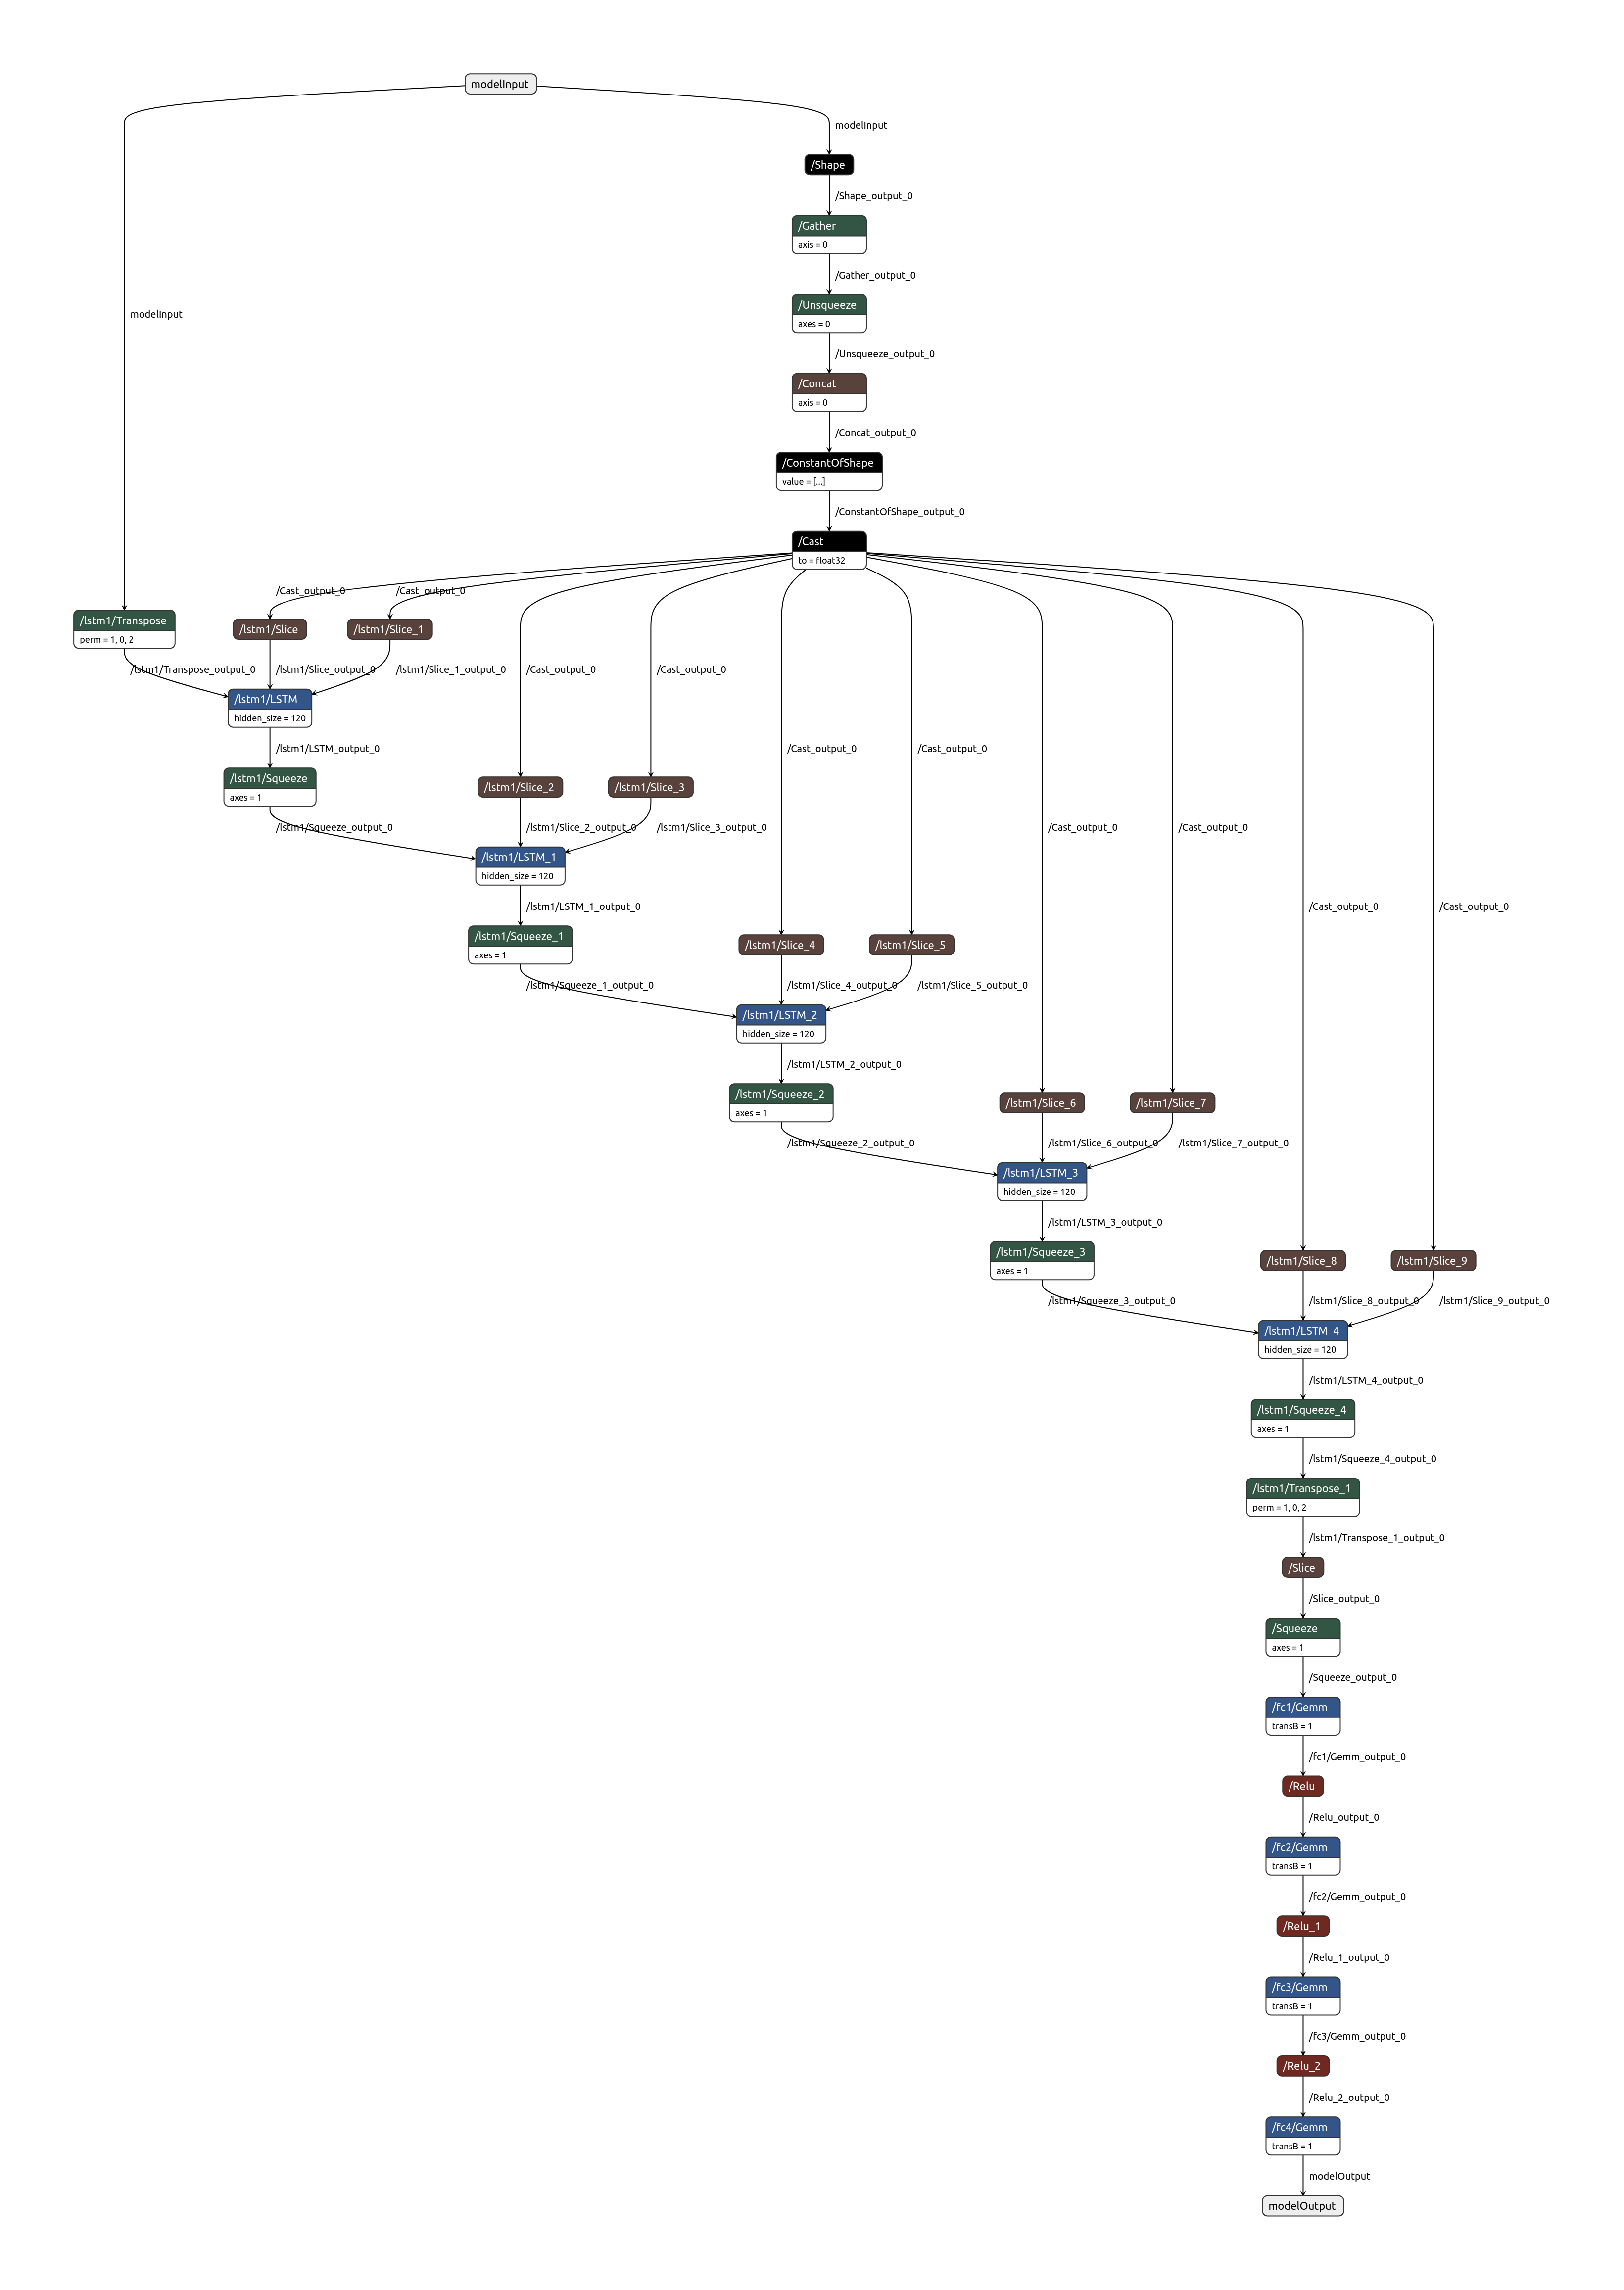 modelInput
modelInput
/Shape
/Shape_output_0
/Gather
axis = 0
/Gather_output_0
modelInput
/Unsqueeze
axes = 0
/Unsqueeze_output_0
/Concat
axis = 0
/Concat_output_0
/ConstantOfShape
value = [...]
/ConstantOfShape_output_0
/Cast
to = float32
/Cast_output_0
/Cast_output_0
/lstm1/Transpose
perm = 1, 0, 2
/lstm1/Slice
/lstm1/Slice_1
/lstm1/Transpose_output_0
/lstm1/Slice_output_0
/lstm1/Slice_1_output_0
/Cast_output_0
/Cast_output_0
/lstm1/LSTM
hidden_size = 120
/lstm1/LSTM_output_0
/Cast_output_0
/Cast_output_0
/lstm1/Squeeze
axes = 1
/lstm1/Slice_2
/lstm1/Slice_3
/lstm1/Squeeze_output_0
/lstm1/Slice_2_output_0
/lstm1/Slice_3_output_0
/Cast_output_0
/Cast_output_0
/lstm1/LSTM_1
hidden_size = 120
/lstm1/LSTM_1_output_0
/Cast_output_0
/Cast_output_0
/lstm1/Squeeze_1
axes = 1
/lstm1/Slice_4
/lstm1/Slice_5
/lstm1/Squeeze_1_output_0
/lstm1/Slice_4_output_0
/lstm1/Slice_5_output_0
/lstm1/LSTM_2
hidden_size = 120
/lstm1/LSTM_2_output_0
/lstm1/Squeeze_2
axes = 1
/lstm1/Slice_6
/lstm1/Slice_7
/lstm1/Squeeze_2_output_0
/lstm1/Slice_6_output_0
/lstm1/Slice_7_output_0
/lstm1/LSTM_3
hidden_size = 120
/lstm1/LSTM_3_output_0
/lstm1/Squeeze_3
axes = 1
/lstm1/Slice_8
/lstm1/Slice_9
/lstm1/Squeeze_3_output_0
/lstm1/Slice_8_output_0
/lstm1/Slice_9_output_0
/lstm1/LSTM_4
hidden_size = 120
/lstm1/LSTM_4_output_0
/lstm1/Squeeze_4
axes = 1
/lstm1/Squeeze_4_output_0
/lstm1/Transpose_1
perm = 1, 0, 2
/lstm1/Transpose_1_output_0
/Slice
/Slice_output_0
/Squeeze
axes = 1
/Squeeze_output_0
/fc1/Gemm
transB = 1
/fc1/Gemm_output_0
/Relu
/Relu_output_0
/fc2/Gemm
transB = 1
/fc2/Gemm_output_0
/Relu_1
/Relu_1_output_0
/fc3/Gemm
transB = 1
/fc3/Gemm_output_0
/Relu_2
/Relu_2_output_0
/fc4/Gemm
transB = 1
modelOutput
modelOutput